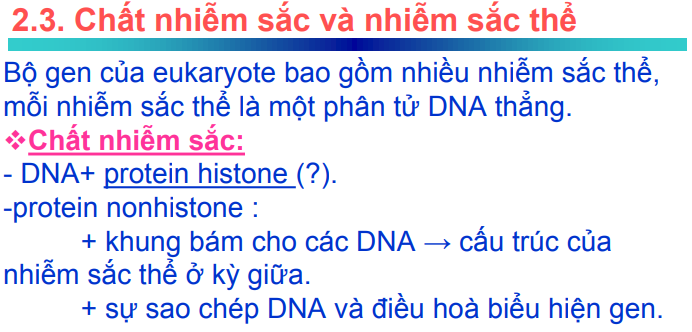 2.3. Chất nhiễm sắc và nhiễm sắc thể
Bộ gen của eukaryote bao gồm nhiều nhiễm sắc thể,
mỗi nhiễm sắc thể là một phân tử DNA thẳng.
❖Chất nhiễm sắc:
- DNA+ protein histone (?).
-protein nonhistone :
+ khung bám cho các DNA → cấu trúc của
nhiễm sắc thể ở kỳ giữa.
+ sự sao chép DNA và điều hoà biểu hiện gen.